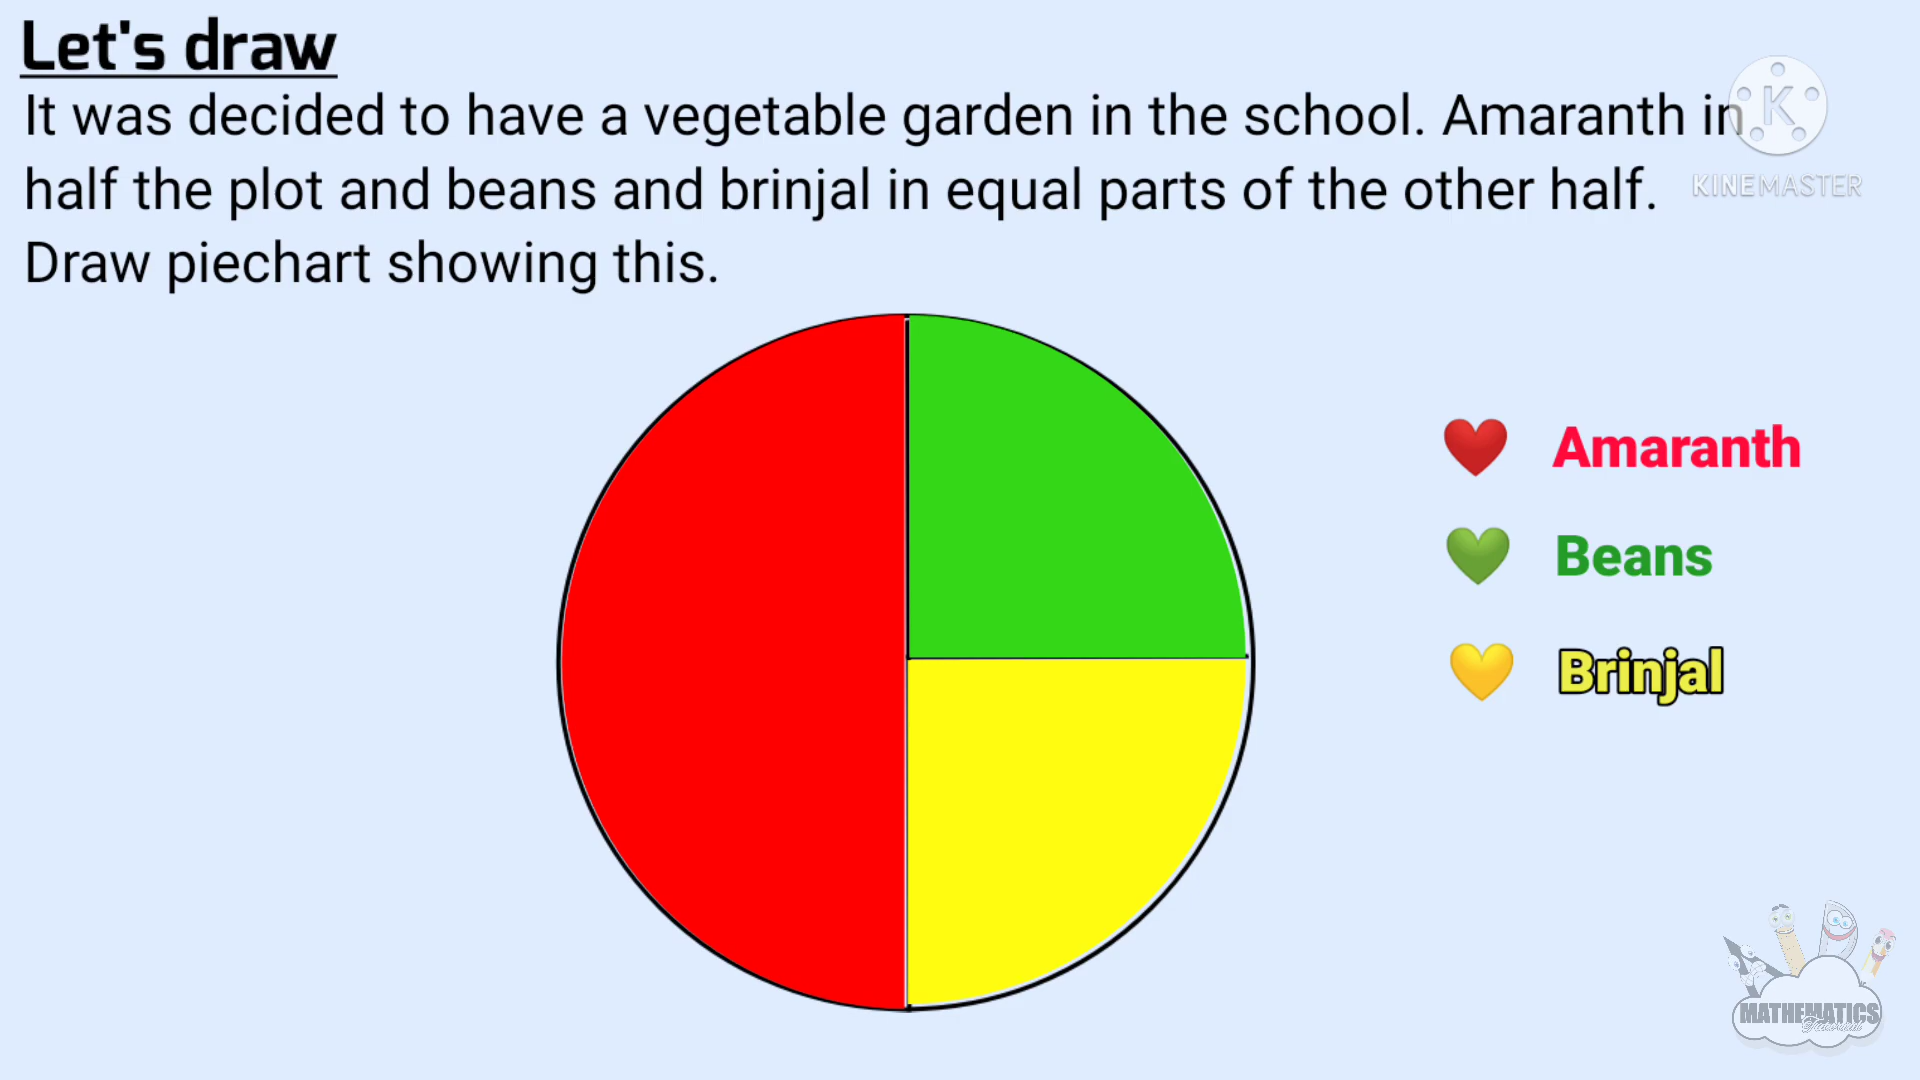 Let's draw
It was decided to have a vegetable garden in the school. Amaranth in
half the plot and beans and brinjal in equal parts of the other half.
Draw piechart showing this.
K
KINEMASTER
Amaranth
Beans
Brinjal
MATHEMATICS